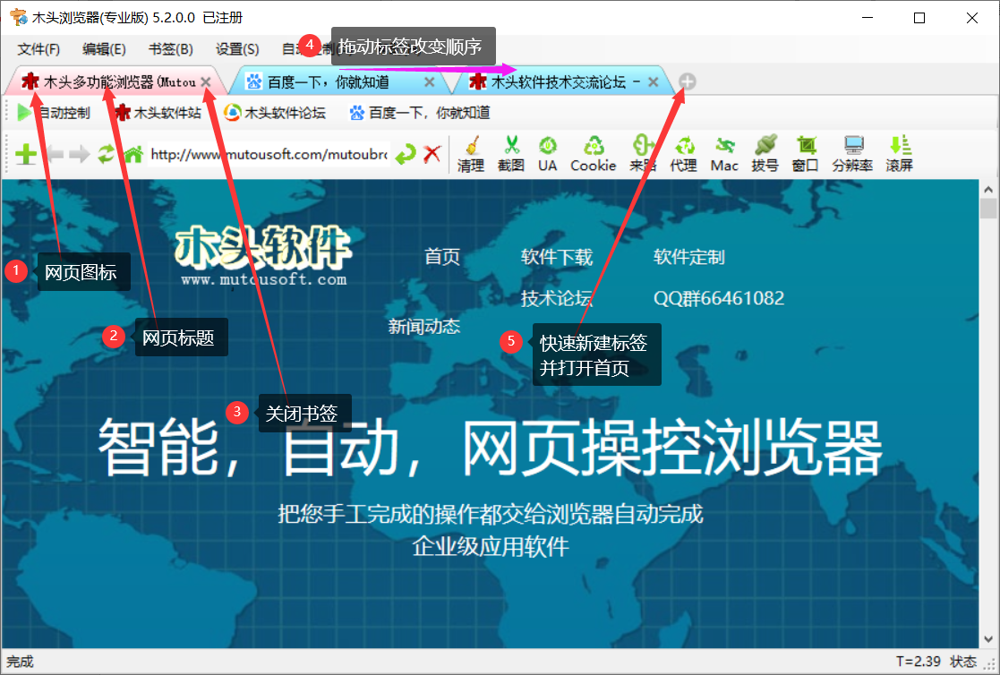 木头浏览器(专业版) 5.2.0.0 已注册
文件(F) 编辑(E) 书签(B) 设置(S)
4 拖动标签改变顺序
木头多功能浏览器(Mutou
百度一下，你就知道
木头软件技术交流论坛 -
自动控制 木头软件站 木头软件论坛 百度一下，你就知道
http://www.mutousoft.com/mutoubro
清理 截图 UA Cookie 来路 代理 Mac 拔号 窗口 分辨率 滚屏
木头软件
www.mutousoft.com
首页 软件下载 软件定制
技术论坛 QQ群66461082
新闻动态
1 网页图标
2 网页标题
3 关闭书签
5 快速新建标签
并打开首页
智能，自动，网页操控浏览器
把您手工完成的操作都交给浏览器自动完成
企业级应用软件
完成 T=2.39 状态